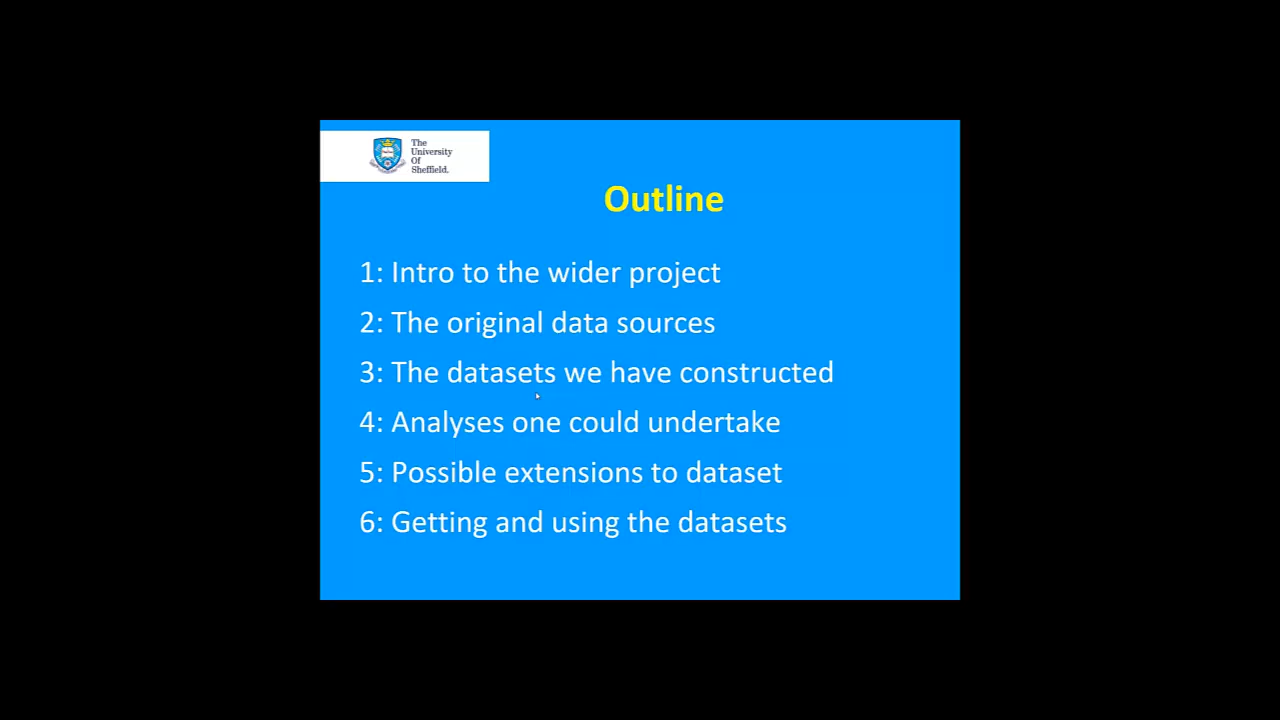 The
University
Of
Sheffield.
Outline
1: Intro to the wider project
2: The original data sources
3: The datasets we have constructed
4: Analyses one could undertake
5: Possible extensions to dataset
6: Getting and using the datasets